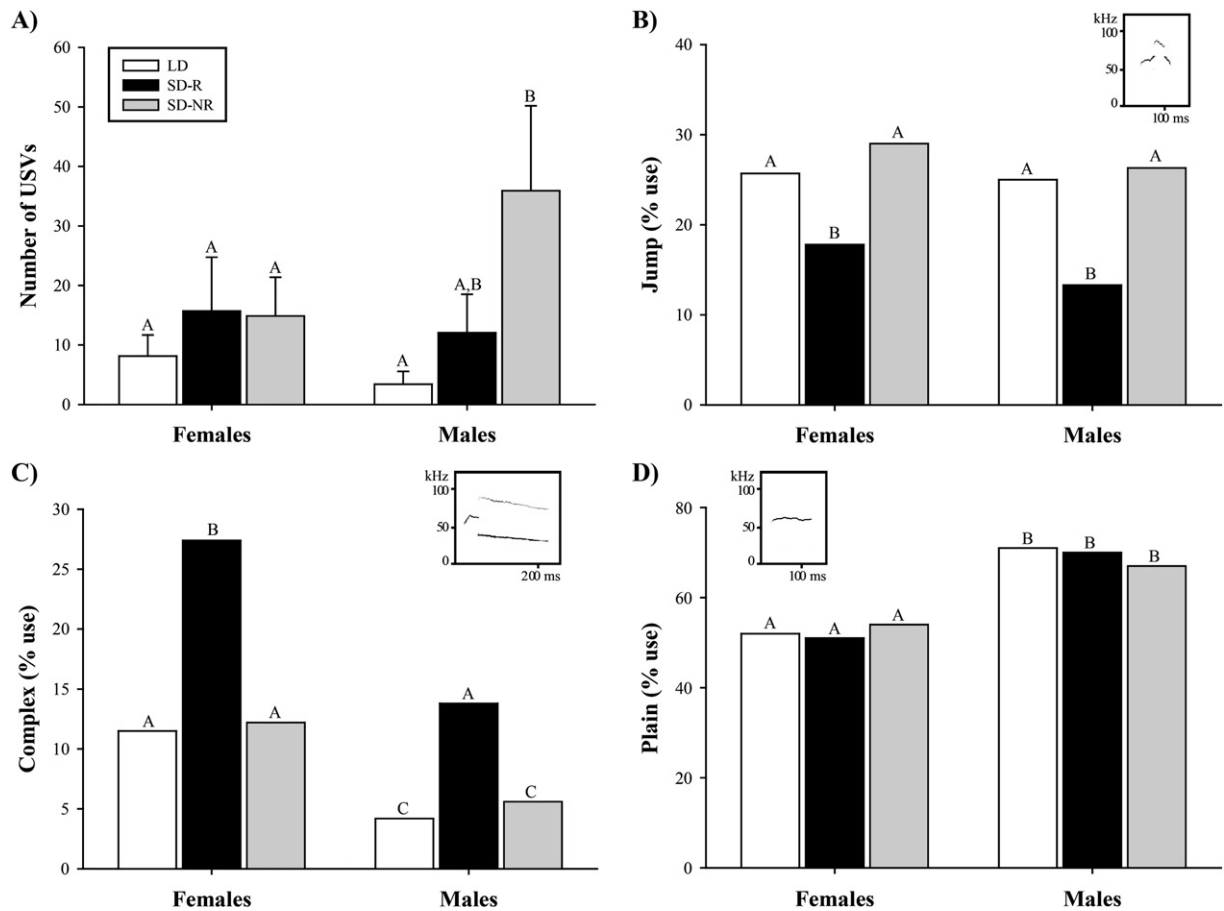 A)
60
50
40
30
20
10
0
Number of USVs
LD
SD-R
SD-NR
A
A
A
A
A,B
B
Females
Males
B)
40
30
20
10
0
Jump (% use)
kHz
100
50
0
100 ms
A
B
A
A
B
A
Females
Males
C)
30
25
20
15
10
5
0
Complex (% use)
kHz
100
50
0
200 ms
A
B
A
C
A
C
Females
Males
D)
80
60
40
20
0
Plain (% use)
kHz
100
50
0
100 ms
A
A
A
B
B
B
Females
Males